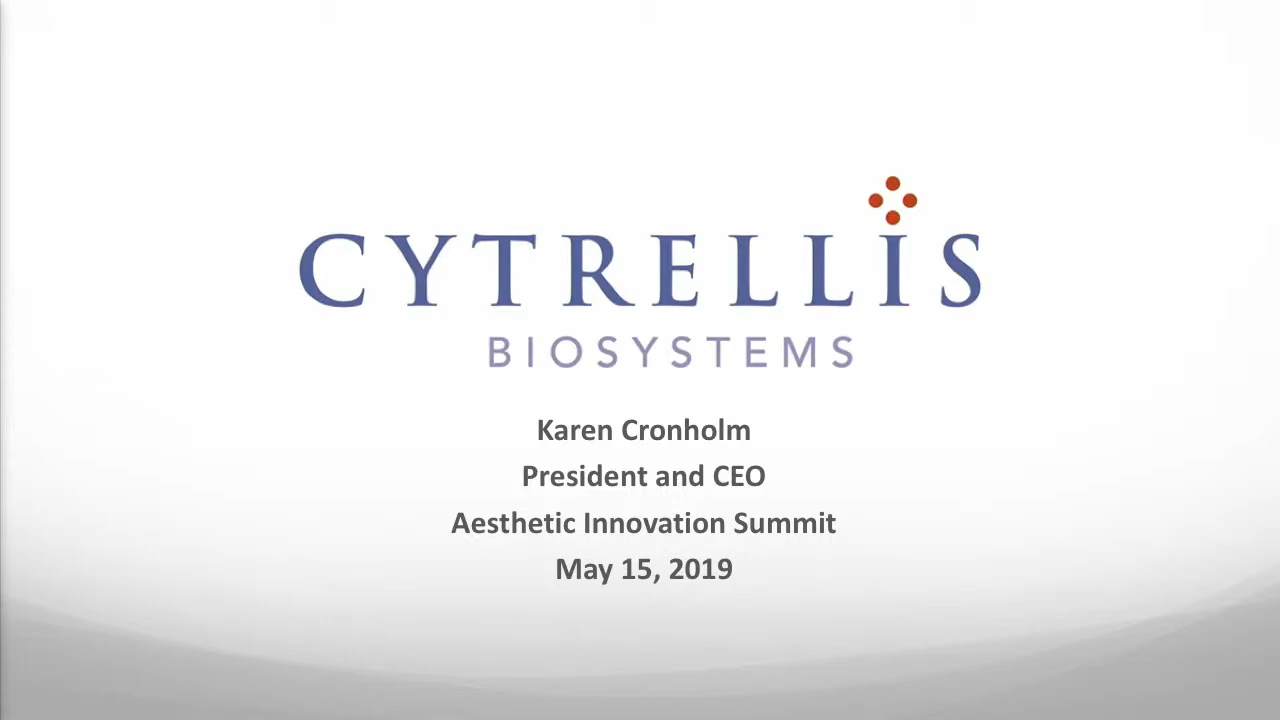 CYTRELLIS
BIOSYSTEMS
Karen Cronholm
President and CEO
Aesthetic Innovation Summit
May 15, 2019